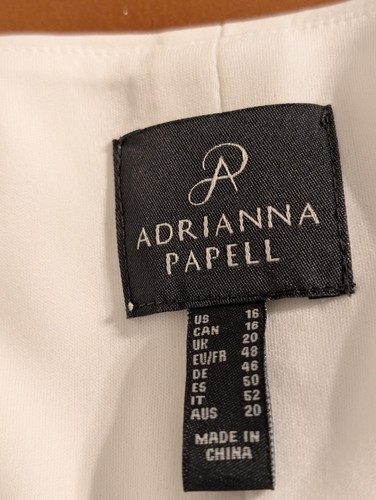 AP
ADRIANNA
PAPELL
US 16
CAN 16
UK 20
EU/FR 48
DE 46
ES 50
IT 52
AUS 20
MADE IN
CHINA